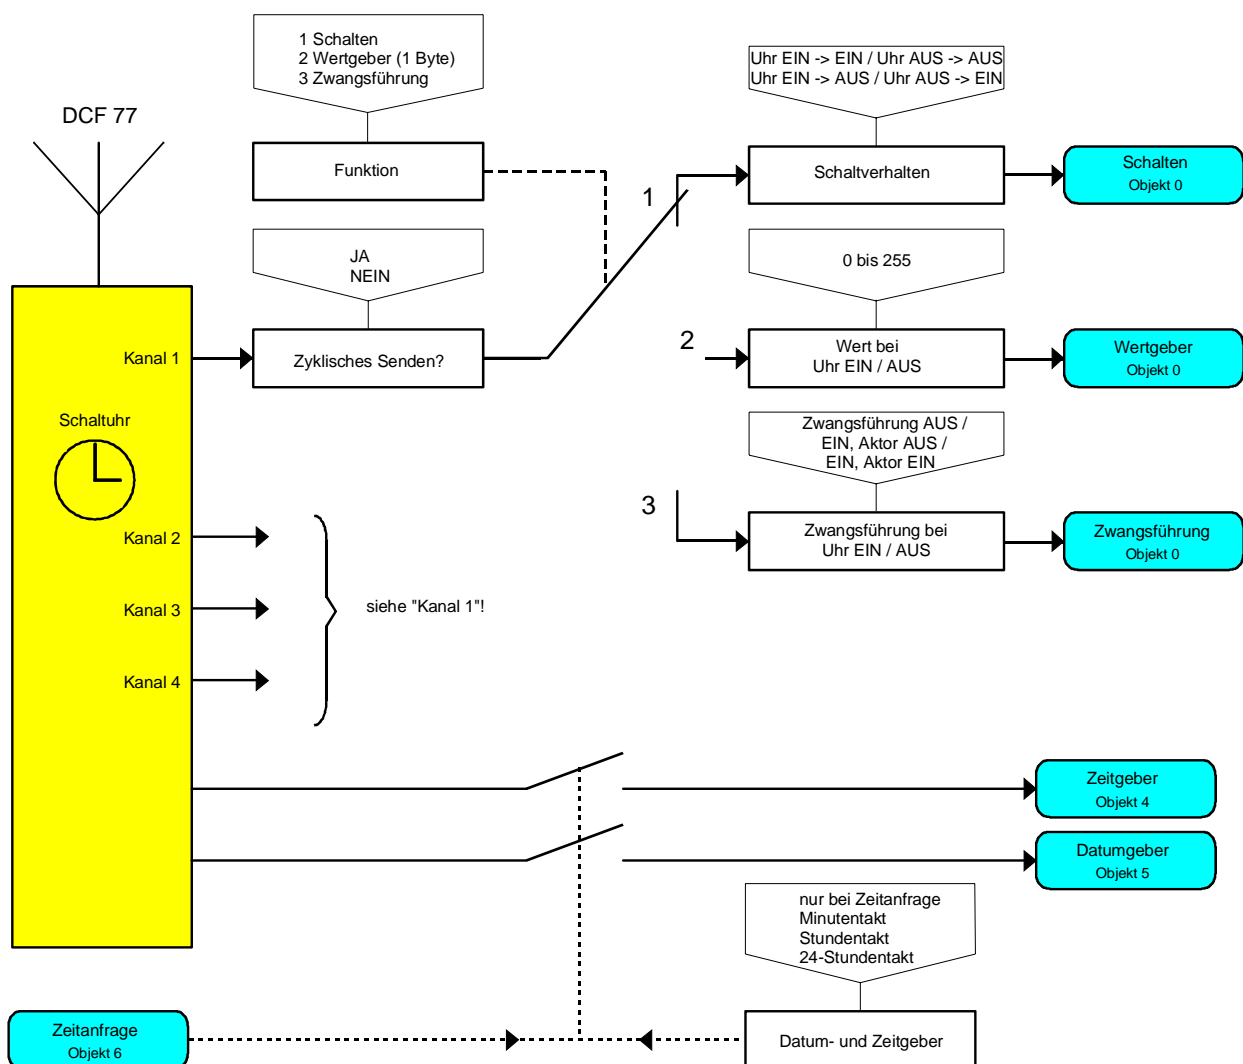 1 Schalten
2 Wertgeber (1 Byte)
3 Zwangsführung
Uhr EIN -> EIN / Uhr AUS -> AUS
Uhr EIN -> AUS / Uhr AUS -> EIN
DCF 77
Funktion
1
Schaltverhalten
Schalten
Objekt 0
JA
NEIN
0 bis 255
Kanal 1
Zyklisches Senden?
2
Wert bei
Uhr EIN / AUS
Wertgeber
Objekt 0
Schaltuhr
Zwangsführung AUS /
EIN, Aktor AUS /
EIN, Aktor EIN
3
Zwangsführung bei
Uhr EIN / AUS
Zwangsführung
Objekt 0
Kanal 2
Kanal 3
siehe "Kanal 1"!
Kanal 4
Zeitgeber
Objekt 4
Datumgeber
Objekt 5
nur bei Zeitanfrage
Minutentakt
Stundentakt
24-Stundentakt
Zeitanfrage
Objekt 6
Datum- und Zeitgeber